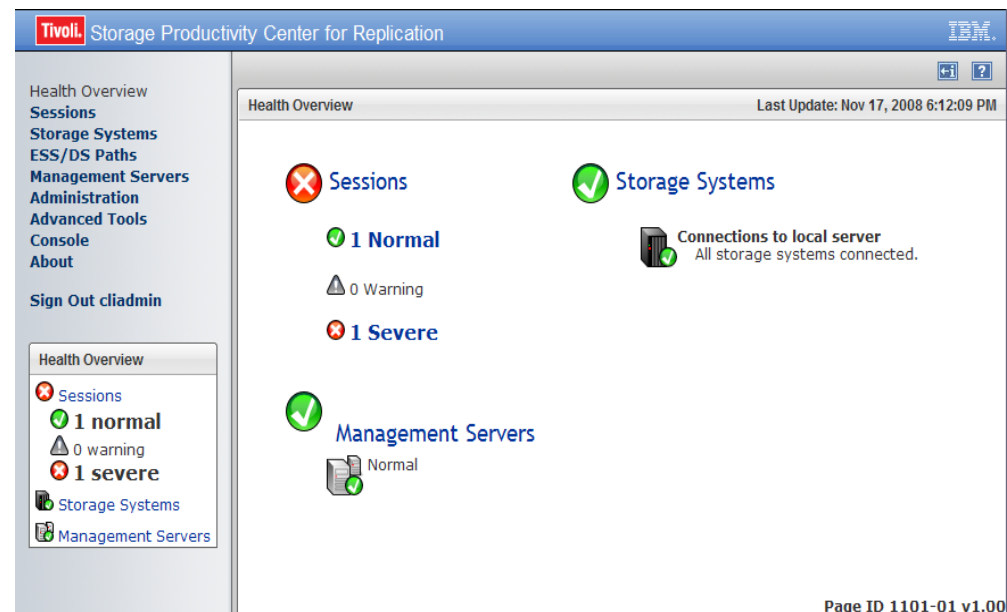 Tivoli. Storage Productivity Center for Replication
IBM.
Health Overview
Sessions
Storage Systems
ESS/DS Paths
Management Servers
Administration
Advanced Tools
Console
About
Sign Out cliadmin
Health Overview
Sessions
1 normal
0 warning
1 severe
Storage Systems
Management Servers
i ?
Health Overview
Last Update: Nov 17, 2008 6:12:09 PM
Sessions
1 Normal
0 Warning
1 Severe
Storage Systems
Connections to local server
All storage systems connected.
Management Servers
Normal
Page ID 1101-01 v1.00